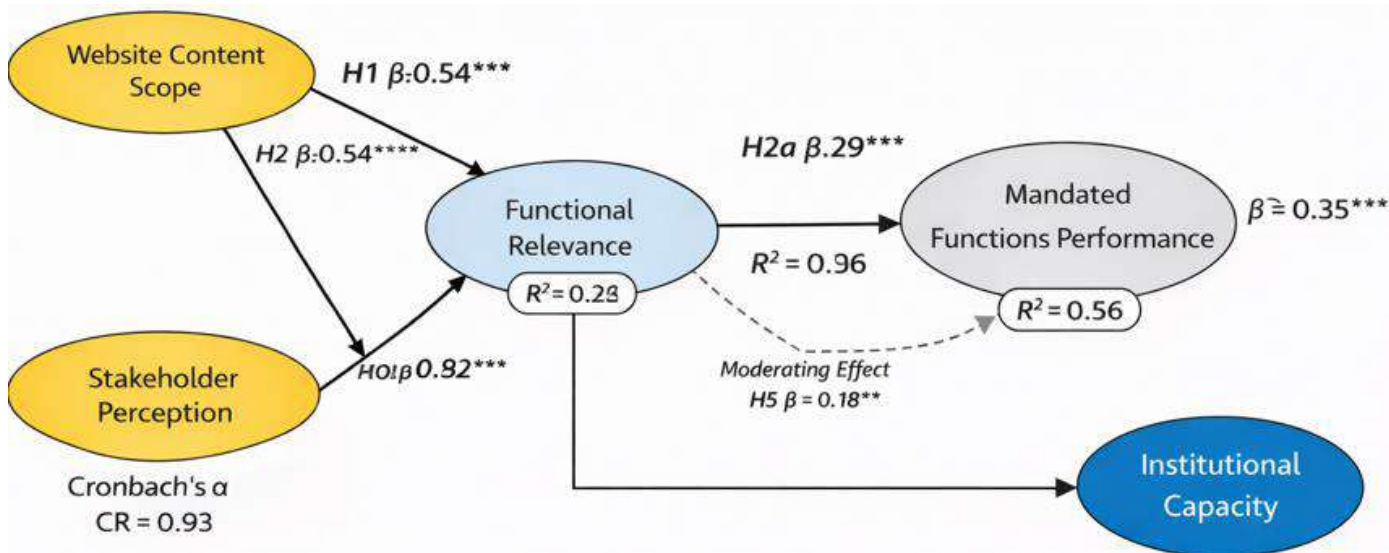 Website Content
Scope
H1 β:0.54***
H2 β:0.54****
H2a β.29***
Functional
Relevance
R² = 0.96
Mandated
Functions Performance
β = 0.35***
R² = 0.56
0.82***
Stakeholder
Perception
Moderating Effect
H5 β = 0.18**
Cronbach's α
CR = 0.93
Institutional
Capacity